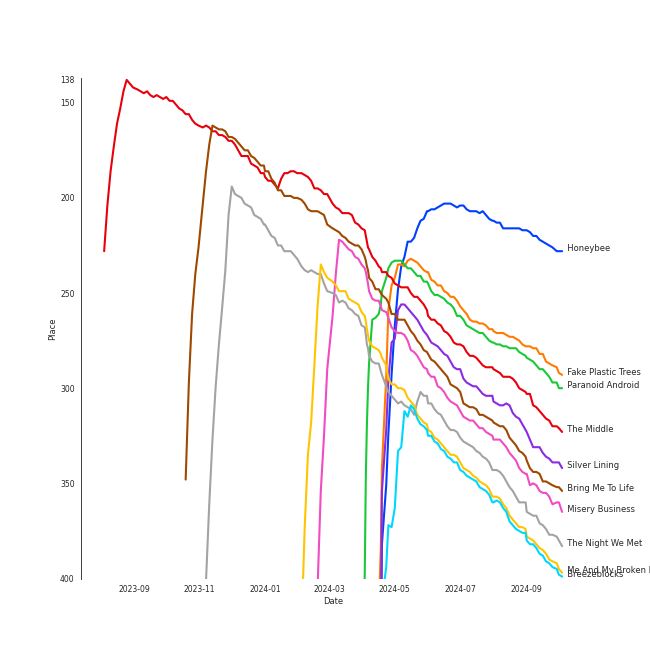 138
150
200
250
300
350
400
Place
2023-09
2023-11
2024-01
2024-03
2024-05
2024-07
2024-09
Date
Honeybee
Fake Plastic Trees
Paranoid Android
The Middle
Silver Lining
Bring Me To Life
Misery Business
The Night We Met
Me And My Broken
Breezeblocks